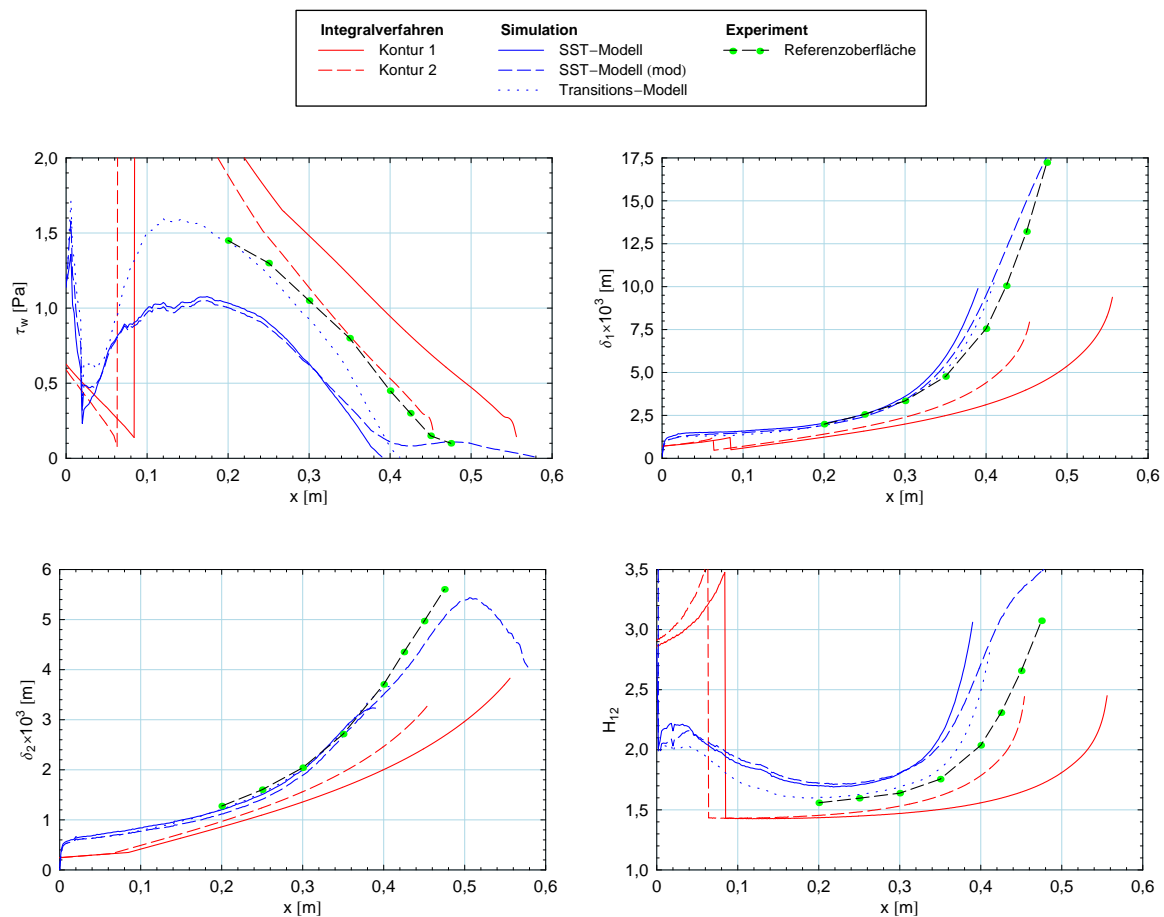 Integralverfahren Simulation Experiment
Kontur 1 SST−Modell Referenzoberfläche
Kontur 2 SST−Modell (mod)
Transitions−Modell
2,0
1,5
1,0
0,5
0
τw [Pa]
0 0,1 0,2 0,3 0,4 0,5 0,6
x [m]
17,5
15,0
12,5
10,0
7,5
5,0
2,5
0
δ1×10³ [m]
0 0,1 0,2 0,3 0,4 0,5 0,6
x [m]
6
5
4
3
2
1
0
δ2×10³ [m]
0 0,1 0,2 0,3 0,4 0,5 0,6
x [m]
3,5
3,0
2,5
2,0
1,5
1,0
H12
0 0,1 0,2 0,3 0,4 0,5 0,6
x [m]